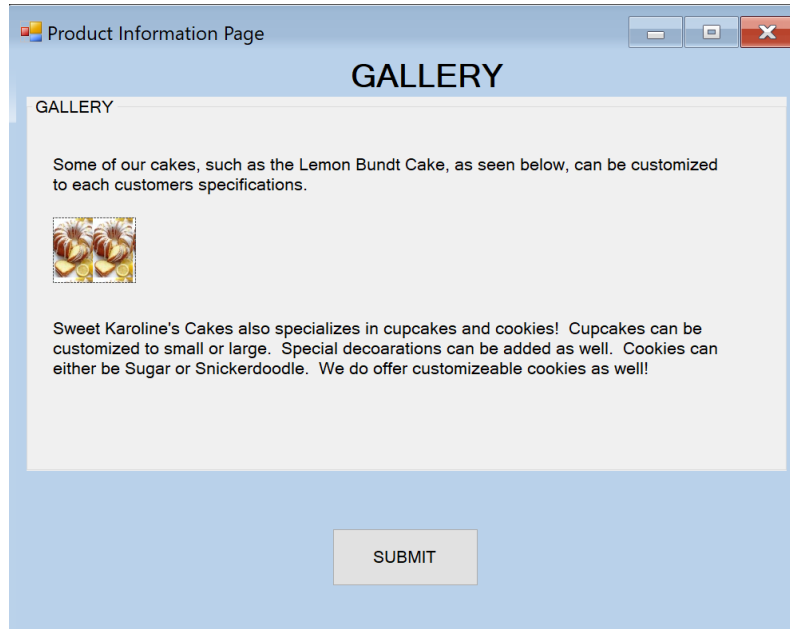 Product Information Page
GALLERY
GALLERY
Some of our cakes, such as the Lemon Bundt Cake, as seen below, can be customized
to each customers specifications.
Sweet Karoline's Cakes also specializes in cupcakes and cookies!  Cupcakes can be
customized to small or large.  Special decoarations can be added as well.  Cookies can
either be Sugar or Snickerdoodle.  We do offer customizeable cookies as well!
SUBMIT